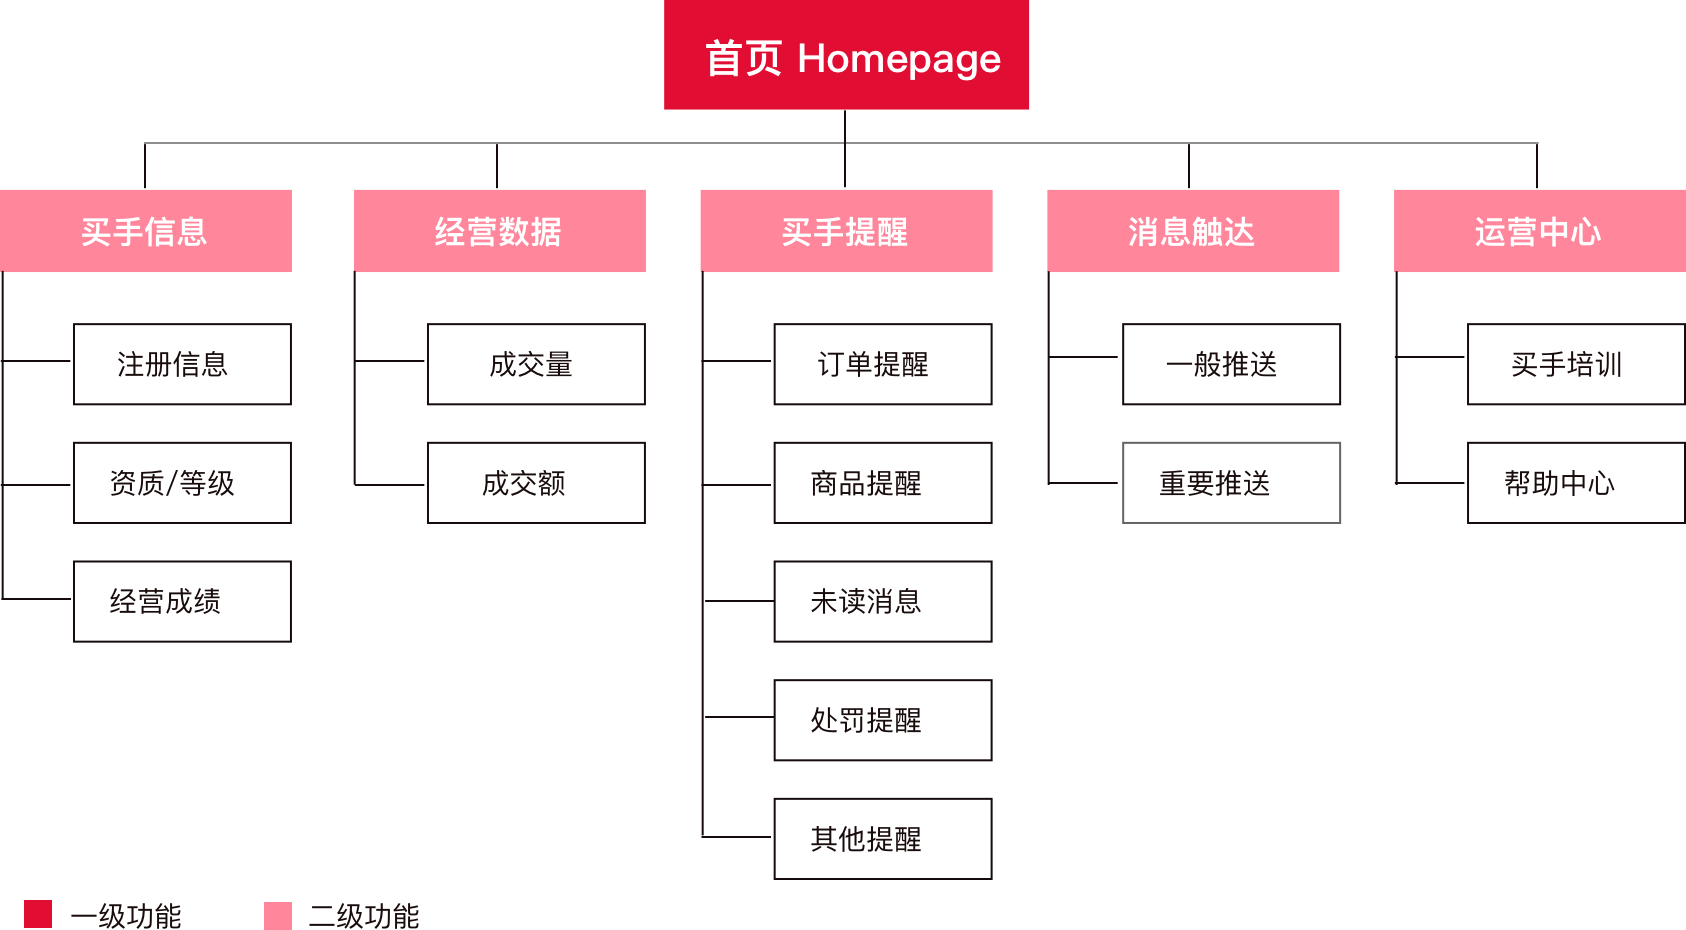 首页 Homepage
买手信息
经营数据
买手提醒
消息触达
运营中心
注册信息
成交量
订单提醒
一般推送
买手培训
资质/等级
成交额
商品提醒
重要推送
帮助中心
经营成绩
未读消息
处罚提醒
其他提醒
一级功能
二级功能